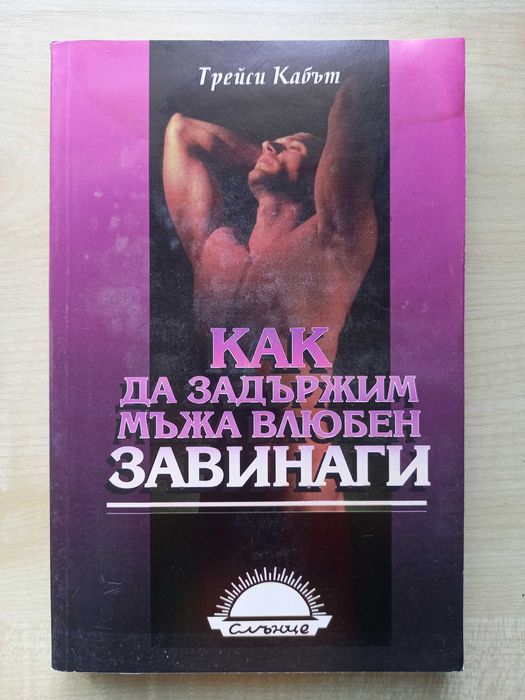 Трейси Кабът
КАК
ДА ЗАДЪРЖИМ
МЪЖА ВЛЮБЕН
ЗАВИНАГИ
Слънце